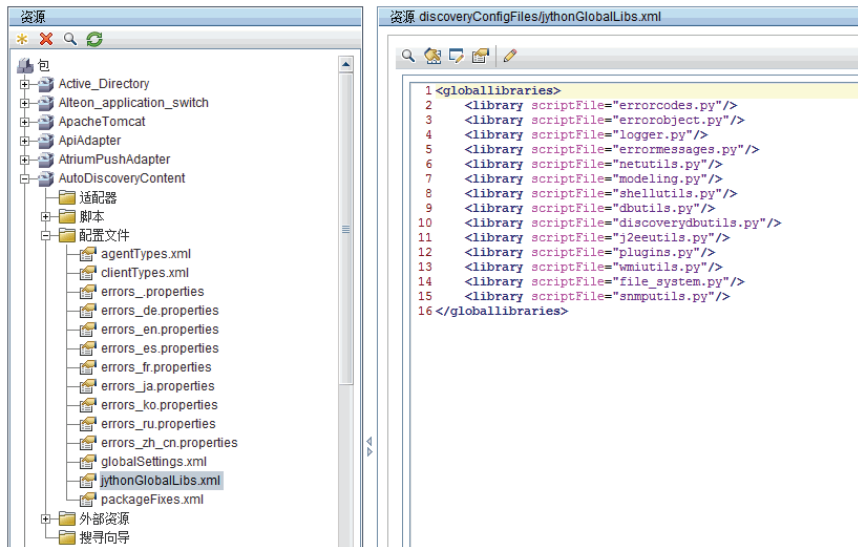 资源
包
Active_Directory
Alteon_application_switch
ApacheTomcat
ApiAdapter
AtriumPushAdapter
AutoDiscoveryContent
适配器
脚本
配置文件
agentTypes.xml
clientTypes.xml
errors_.properties
errors_de.properties
errors_en.properties
errors_es.properties
errors_fr.properties
errors_ja.properties
errors_ko.properties
errors_ru.properties
errors_zh_cn.properties
globalSettings.xml
jythonGlobalLibs.xml
packageFixes.xml
外部资源
搜寻向导
资源 discoveryConfigFiles/jythonGlobalLibs.xml
1 <globallibraries>
2 <library scriptFile="errorcodes.py"/>
3 <library scriptFile="errorobject.py"/>
4 <library scriptFile="logger.py"/>
5 <library scriptFile="errormessages.py"/>
6 <library scriptFile="netutils.py"/>
7 <library scriptFile="modeling.py"/>
8 <library scriptFile="shellutils.py"/>
9 <library scriptFile="dbutils.py"/>
10 <library scriptFile="discoverydbutils.py"/>
11 <library scriptFile="j2eeutils.py"/>
12 <library scriptFile="plugins.py"/>
13 <library scriptFile="wmiutils.py"/>
14 <library scriptFile="file_system.py"/>
15 <library scriptFile="snmputils.py"/>
16 </globallibraries>